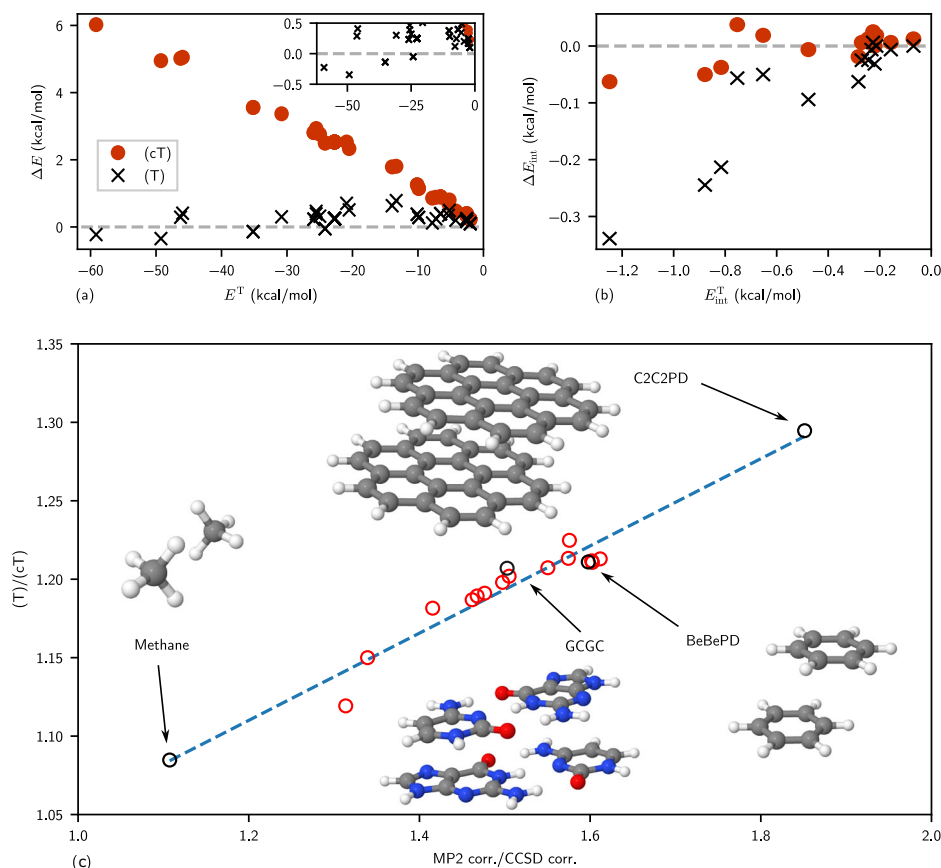 6
4
2
0
ΔE (kcal/mol)
(cT)
(T)
0.5
0.0
−0.5
−50
−25
0
−60
−50
−40
−30
−20
−10
0
(a)
E^T (kcal/mol)
0.0
−0.1
−0.2
−0.3
ΔE_int (kcal/mol)
−1.2
−1.0
−0.8
−0.6
−0.4
−0.2
0.0
(b)
E^T_int (kcal/mol)
1.35
1.30
1.25
1.20
1.15
1.10
1.05
(T)/(cT)
C2C2PD
Methane
GCGC
BeBePD
1.0
1.2
1.4
1.6
1.8
2.0
(c)
MP2 corr./CCSD corr.